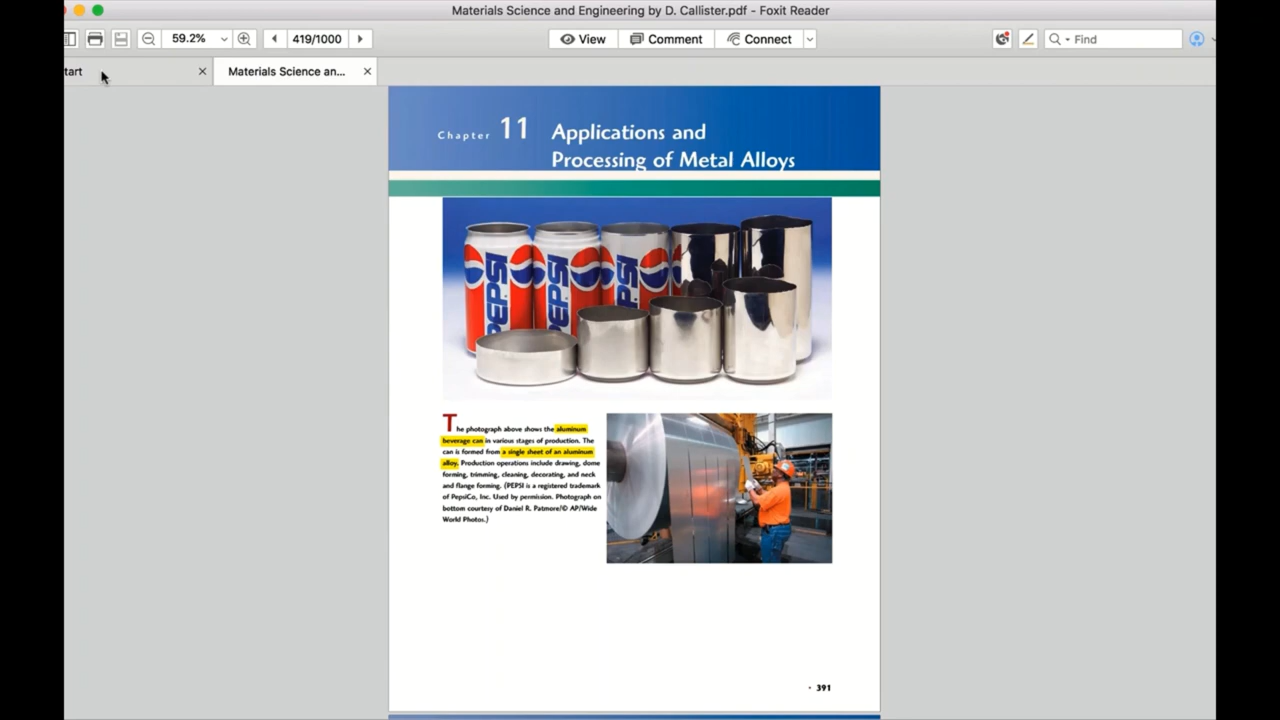 Materials Science and Engineering by D. Callister.pdf - Foxit Reader
59.2%
419/1000
View
Comment
Connect
Find
tart
Materials Science an...
Chapter 11 Applications and
Processing of Metal Alloys
PEPSI PEPSI PEPSI
The photograph above shows the aluminum
beverage can in various stages of production. The
can is formed from a single sheet of an aluminum
alloy. Production operations include drawing, dome
forming, trimming, cleaning, decorating, and neck
and flange forming. (PEPSI is a registered trademark
of PepsiCo, Inc. Used by permission. Photograph on
bottom courtesy of Daniel R. Patmore/© AP/Wide
World Photos.)
• 391